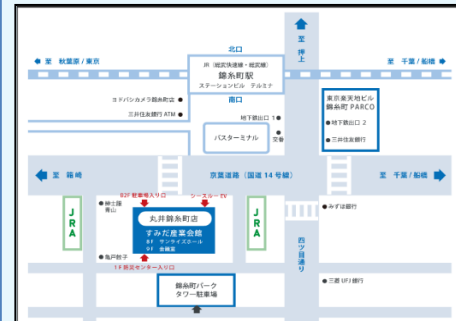 北口
至 押上
至 秋葉原/東京
JR(総武快速線・総武線)
錦糸町駅
ステーションビル テルミナ
至 千葉/船橋
南口
ヨドバシカメラ錦糸町店
三井住友銀行 ATM
地下鉄出口 1
交番
バスターミナル
東京楽天地ビル
錦糸町 PARCO
地下鉄出口 2
三井住友銀行
至 箱崎
京葉道路(国道14号線)
至 千葉/船橋
B2F 駐車場入り口
シースルーEV
紳士服
青山
JRA
丸井錦糸町店
すみだ産業会館
8F サンライズホール
9F 会議室
JRA
みずほ銀行
亀戸餃子
1F防災センター入り口
四ツ目通り
錦糸町パーク
タワー駐車場
三菱 UFJ 銀行